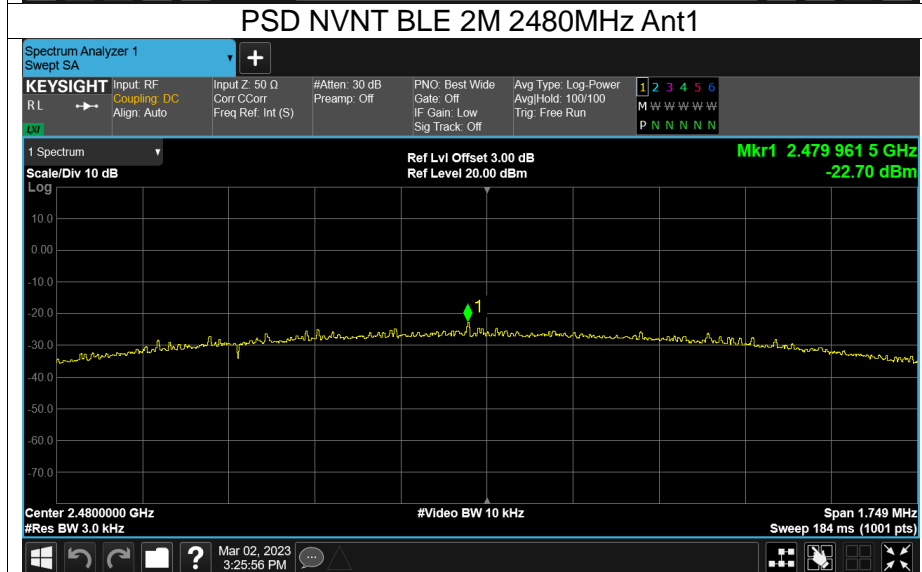 PSD NVNT BLE 2M 2480MHz Ant1
Spectrum Analyzer 1
Swept SA
+
KEYSIGHT
RL
LXI
Input: RF
Coupling: DC
Align: Auto
Input Z: 50 Ω
Corr CCorr
Freq Ref: Int (S)
#Atten: 30 dB
Preamp: Off
PNO: Best Wide
Gate: Off
IF Gain: Low
Sig Track: Off
Avg Type: Log-Power
Avg|Hold: 100/100
Trig: Free Run
1 2 3 4 5 6
M W W W W W
P N N N N N
1 Spectrum
Scale/Div 10 dB
Ref Lvl Offset 3.00 dB
Ref Level 20.00 dBm
Mkr1 2.479 961 5 GHz
-22.70 dBm
Log
10.0
0.00
-10.0
-20.0
-30.0
-40.0
-50.0
-60.0
-70.0
1
Center 2.4800000 GHz
#Res BW 3.0 kHz
#Video BW 10 kHz
Span 1.749 MHz
Sweep 184 ms (1001 pts)
?
Mar 02, 2023
3:25:56 PM